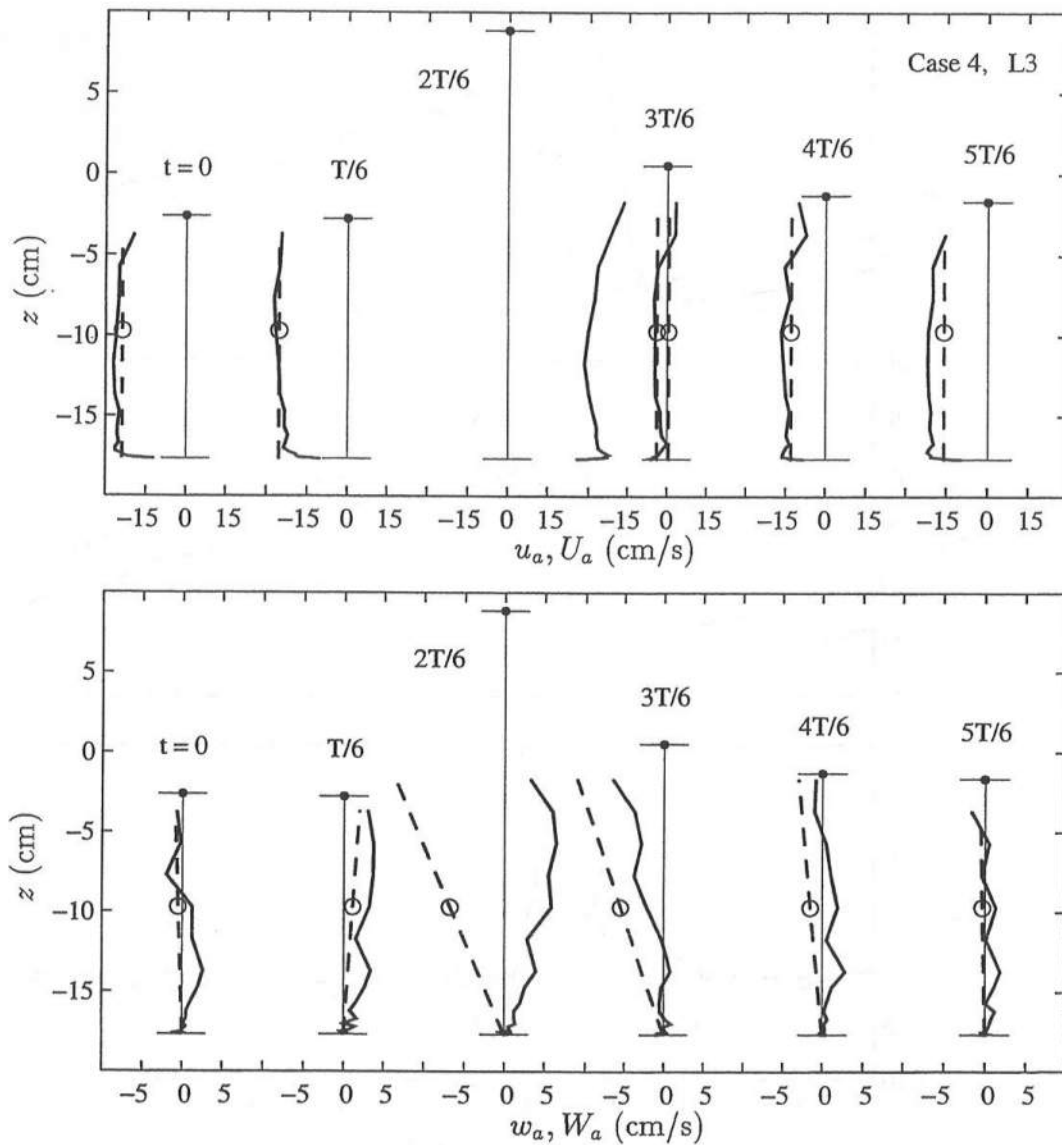 Case 4, L3
2T/6
5
3T/6
4T/6
5T/6
t = 0
T/6
0
−5
−10
−15
z (cm)
−15 0 15 −15 0 15 −15 0 15 −15 0 15 −15 0 15 −15 0 15
u_a, U_a (cm/s)
2T/6
5
3T/6
4T/6
5T/6
t = 0
T/6
0
−5
−10
−15
z (cm)
−5 0 5 −5 0 5 −5 0 5 −5 0 5 −5 0 5 −5 0 5
w_a, W_a (cm/s)